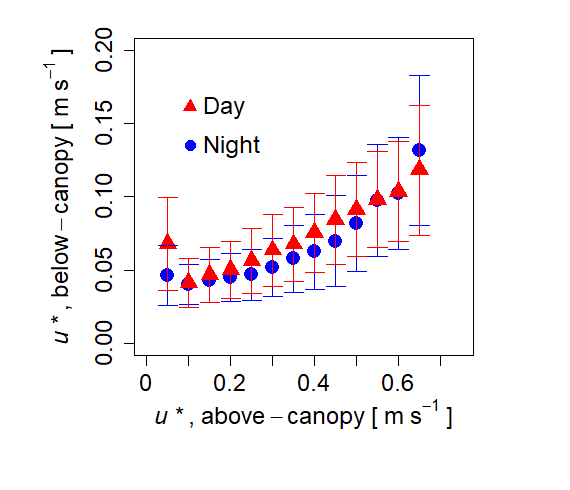 0.20
0.15
0.10
0.05
0.00
u*, below−canopy [ m s⁻¹ ]
Day
Night
0 0.2 0.4 0.6
u*, above−canopy [ m s⁻¹ ]